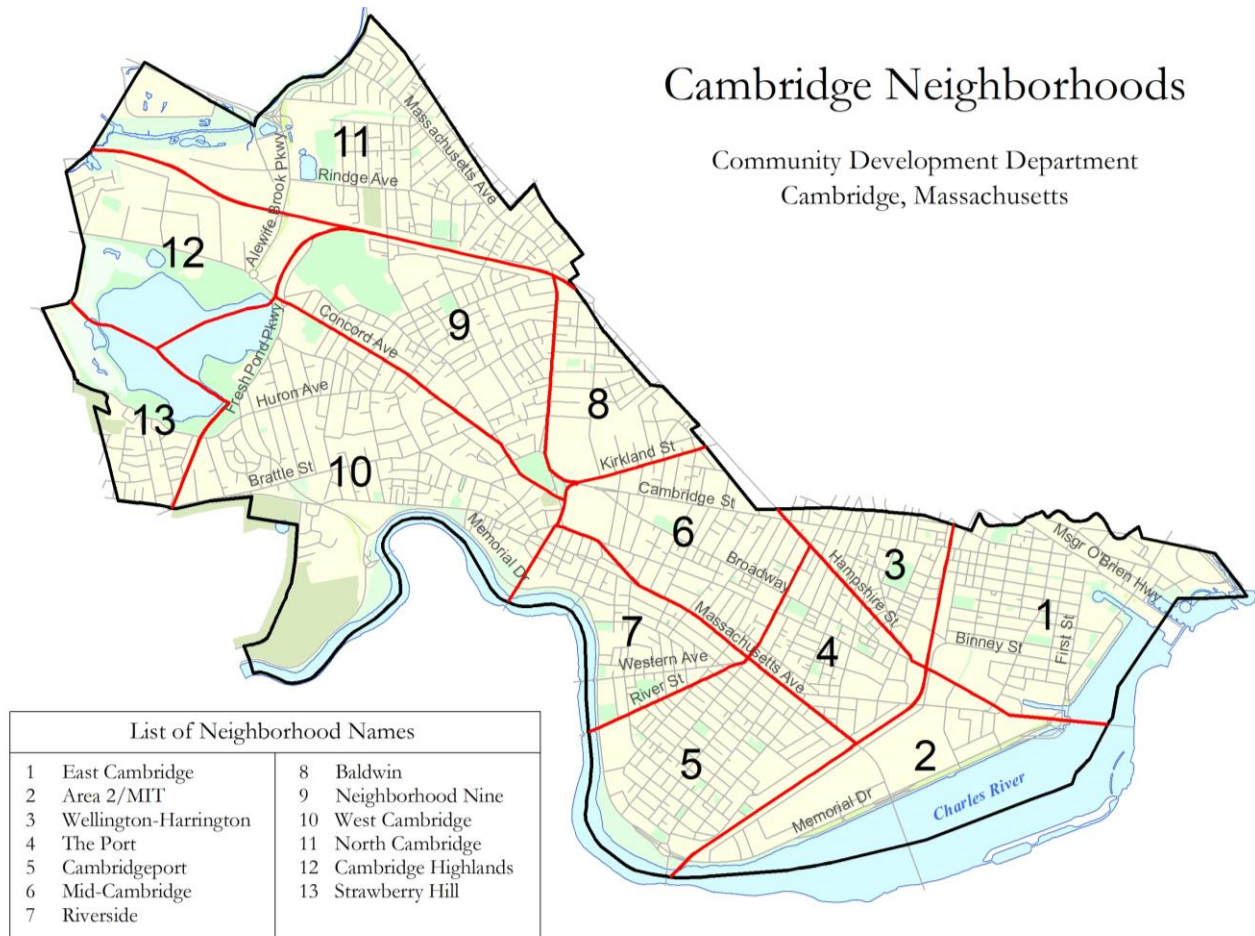 Cambridge Neighborhoods
Community Development Department
Cambridge, Massachusetts
Massachusetts Ave
11
Rindge Ave
Alewife Brook Pkwy
12
9
Concord Ave
Fresh Pond Pkwy
Huron Ave
8
13
Kirkland St
10
Brattle St
Cambridge St
6
Memorial Dr
Broadway
3
Hampshire St
Msgr O'Brien Hwy
1
First St
Binney St
7
Massachusetts Ave
4
Western Ave
River St
5
2
Memorial Dr
Charles River
List of Neighborhood Names
1 East Cambridge
2 Area 2/MIT
3 Wellington-Harrington
4 The Port
5 Cambridgeport
6 Mid-Cambridge
7 Riverside
8 Baldwin
9 Neighborhood Nine
10 West Cambridge
11 North Cambridge
12 Cambridge Highlands
13 Strawberry Hill